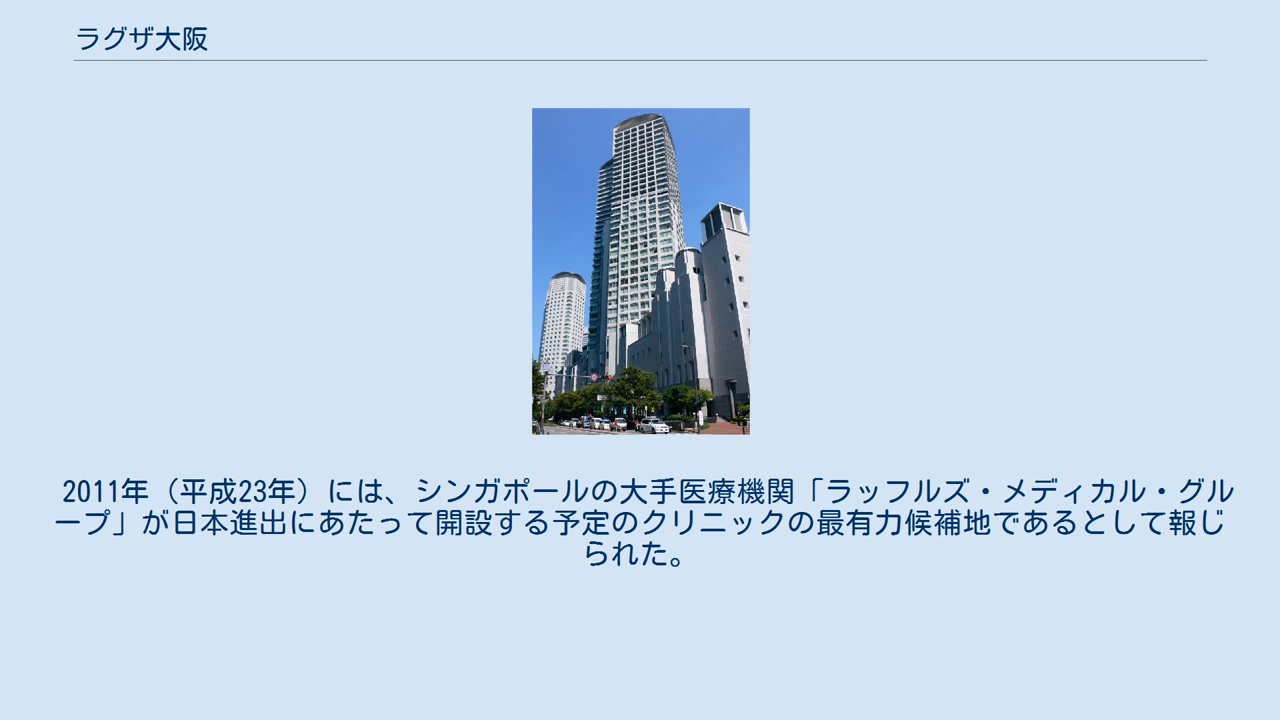 ラグザ大阪
2011年（平成23年）には、シンガポールの大手医療機関「ラッフルズ・メディカル・グル
ープ」が日本進出にあたって開設する予定のクリニックの最有力候補地であるとして報じ
られた。